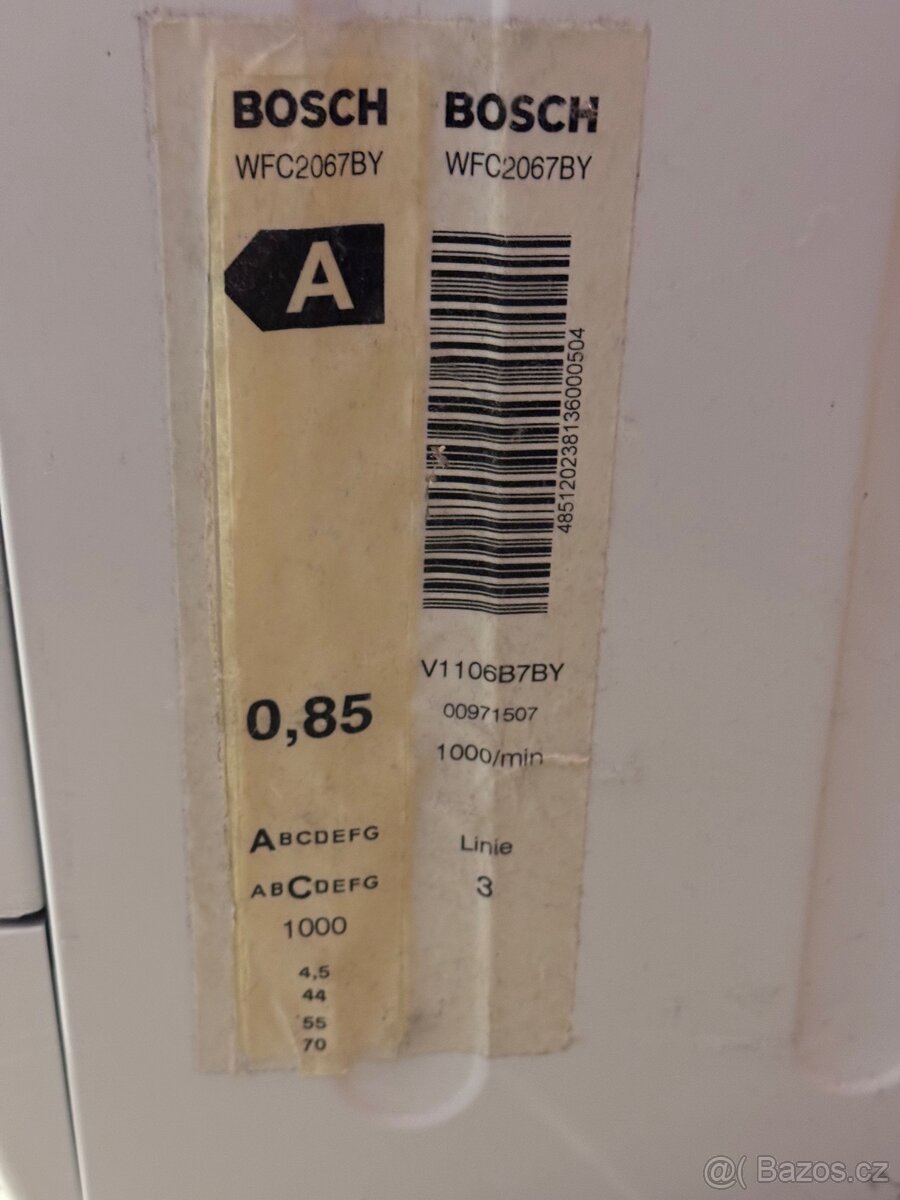 BOSCH
WFC2067BY
A
0,85
ABCDEFG
ABCDEFG
1000
4,5
44
55
70
BOSCH
WFC2067BY
485120238136000504
V1106B7BY
00971507
1000/min
Linie
3
@( Bazos.cz